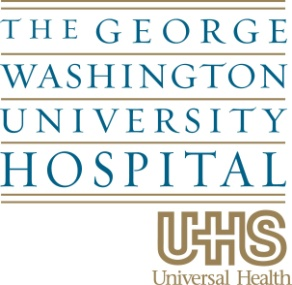 THE GEORGE
WASHINGTON
UNIVERSITY
HOSPITAL
UHS
Universal Health